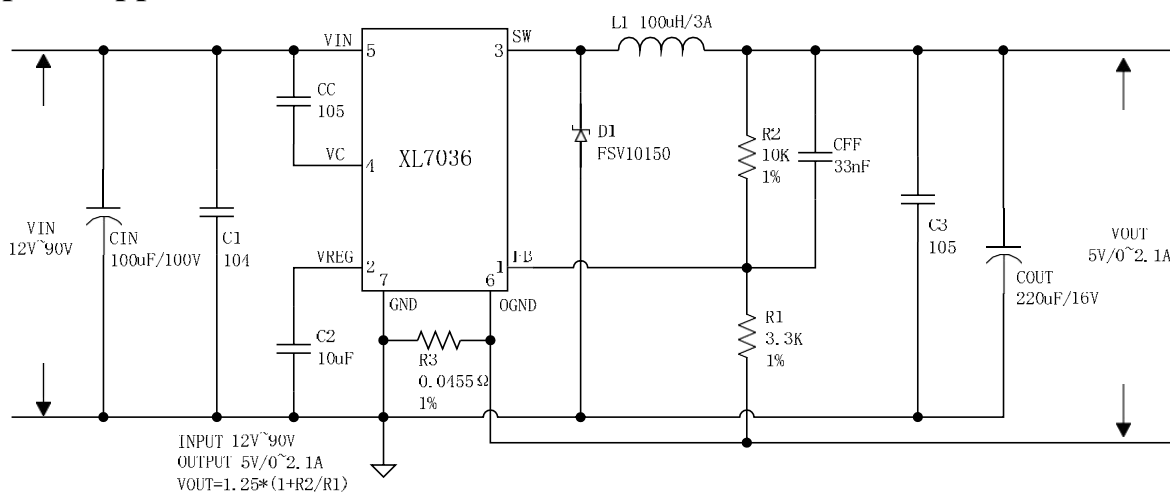 L1 100uH/3A
VIN
5
3
SW
CC
105
VC
4
XL7036
D1
FSV10150
R2
10K
1%
CFF
33nF
VIN
12V~90V
CIN
100uF/100V
C1
104
C3
105
VOUT
5V/0~2.1A
VREG
2
1
FB
7
6
GND
OGND
COUT
220uF/16V
C2
10uF
R3
0.0455Ω
1%
R1
3.3K
1%
INPUT 12V~90V
OUTPUT 5V/0~2.1A
VOUT=1.25*(1+R2/R1)